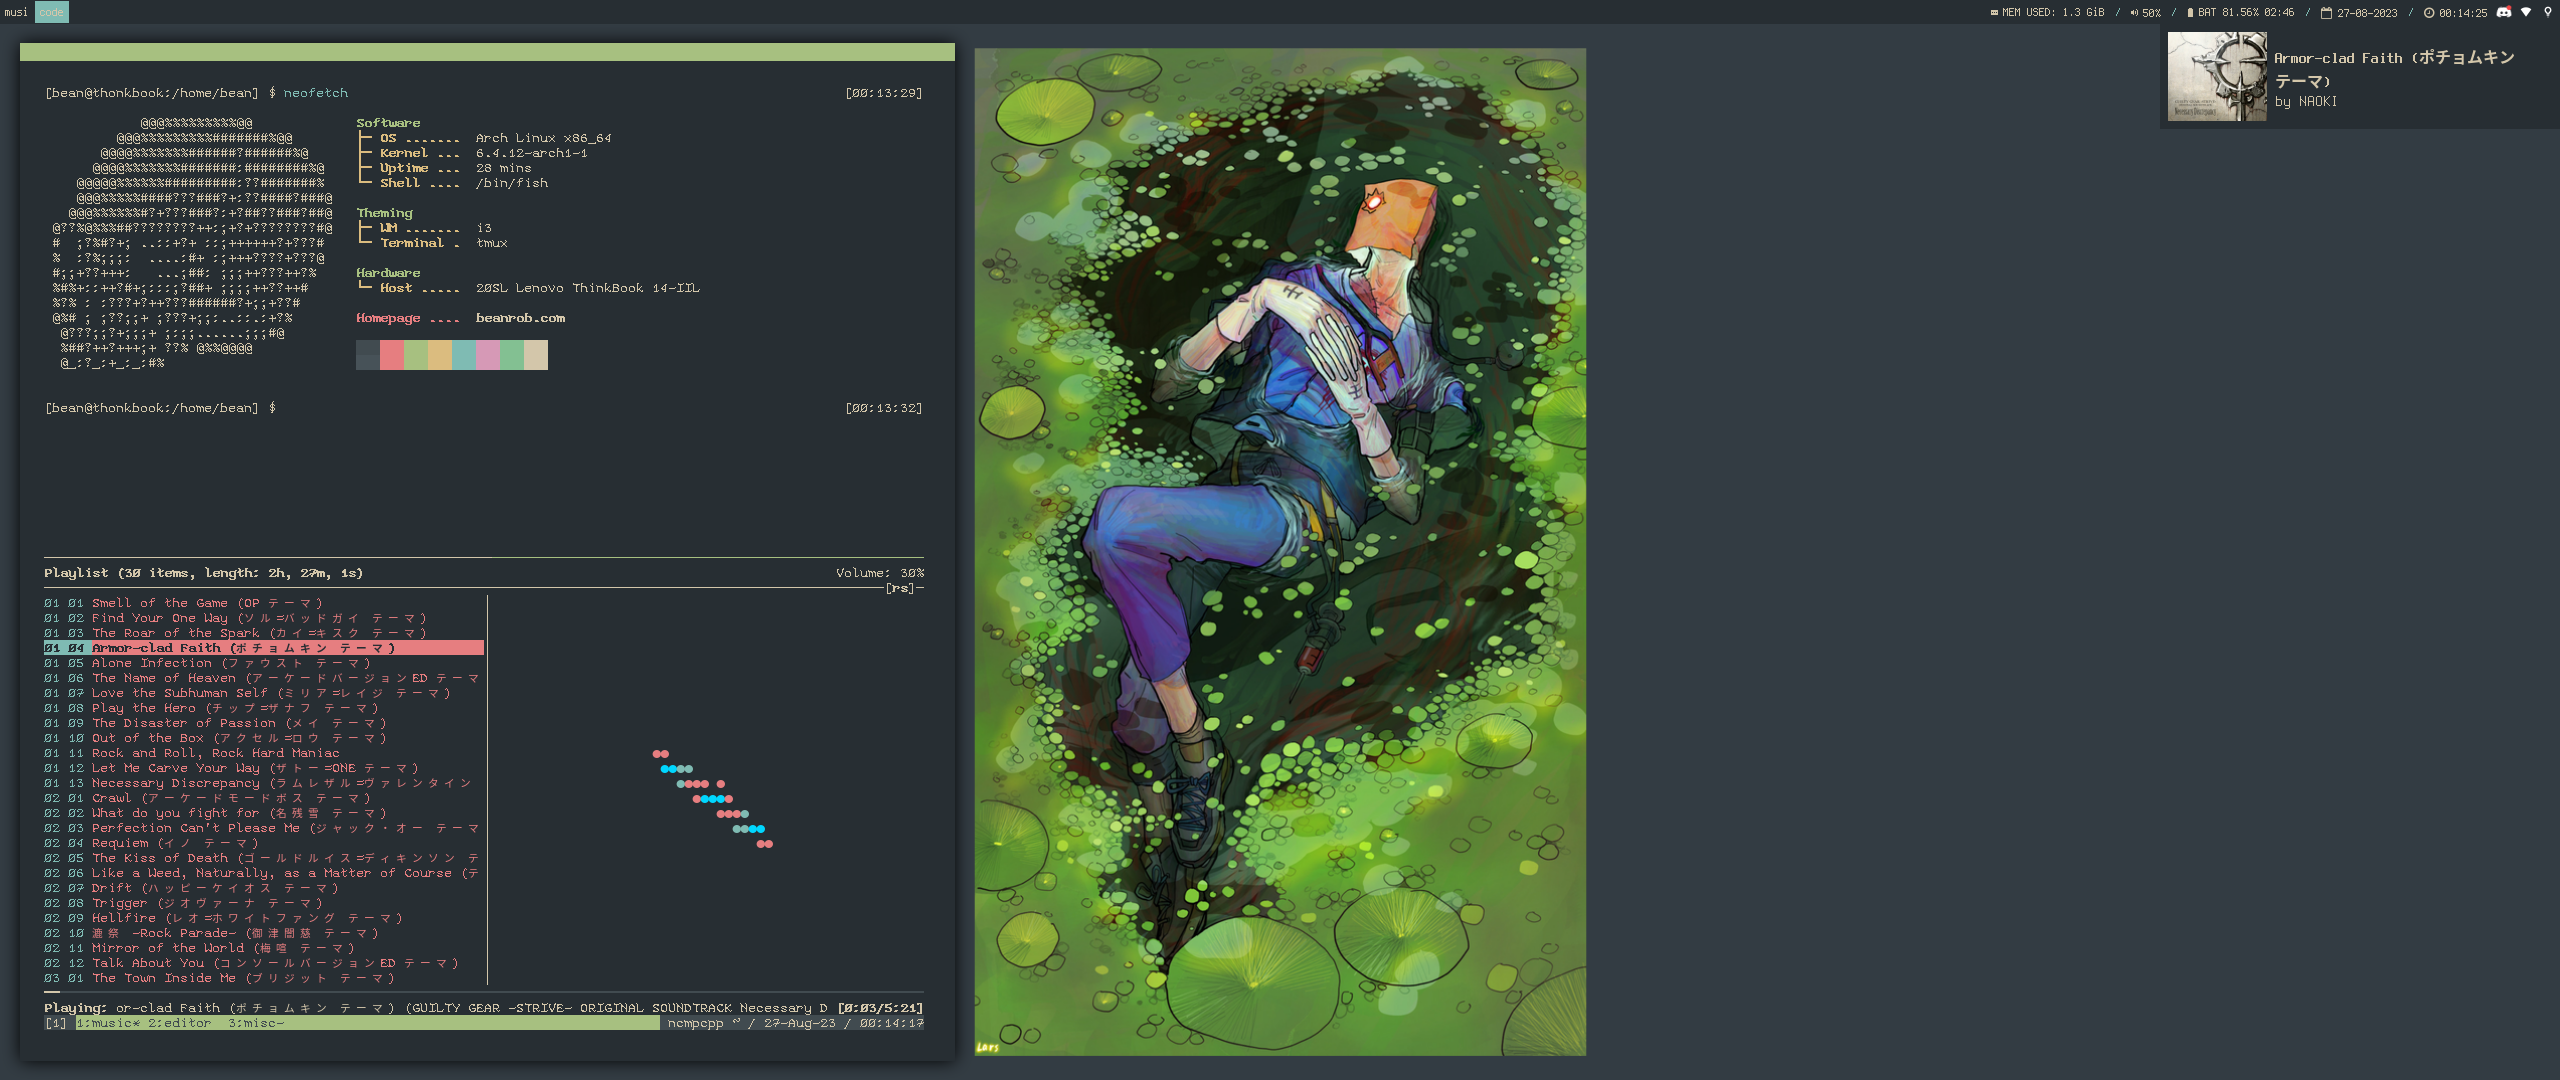 musi code
MEM USED: 1.3 GiB / 50% / BAT 81.56% 02:46 / 27-08-2023 / 00:14:25
Armor-clad Faith (ポチョムキン
テーマ)
by NAOKI
[bean@thonkbook:/home/bean] $ neofetch [00:13:29]
Software
OS ....... Arch Linux x86_64
Kernel ... 6.4.12-arch1-1
Uptime ... 28 mins
Shell .... /bin/fish
Theming
WM ....... i3
Terminal . tmux
Hardware
Host ..... 20SL Lenovo ThinkBook 14-IIL
Homepage .... beanrob.com
[bean@thonkbook:/home/bean] $ [00:13:32]
Playlist (30 items, length: 2h, 27m, 1s) Volume: 30%
[rs]
01 01 Smell of the Game (OP テーマ)
01 02 Find Your One Way (ソル=バッドガイ テーマ)
01 03 The Roar of the Spark (カイ=キスク テーマ)
01 04 Armor-clad Faith (ポチョムキン テーマ)
01 05 Alone Infection (ファウスト テーマ)
01 06 The Name of Heaven (アーケードバージョンED テーマ
01 07 Love the Subhuman Self (ミリア=レイジ テーマ)
01 08 Play the Hero (チップ=ザナフ テーマ)
01 09 The Disaster of Passion (メイ テーマ)
01 10 Out of the Box (アクセル=ロウ テーマ)
01 11 Rock and Roll, Rock Hard Maniac
01 12 Let Me Carve Your Way (ザトー=ONE テーマ)
01 13 Necessary Discrepancy (ラムレザル=ヴァレンタイン
02 01 Crawl (アーケードモードボス テーマ)
02 02 What do you fight for (名残雪 テーマ)
02 03 Perfection Can't Please Me (ジャック・オー テーマ
02 04 Requiem (イノ テーマ)
02 05 The Kiss of Death (ゴールドルイス=ディキンソン テ
02 06 Like a Weed, Naturally, as a Matter of Course (テ
02 07 Drift (ハッピーケイオス テーマ)
02 08 Trigger (ジオヴァーナ テーマ)
02 09 Hellfire (レオ=ホワイトファング テーマ)
02 10 漉祭 -Rock Parade- (御津闇慈 テーマ)
02 11 Mirror of the World (梅喧 テーマ)
02 12 Talk About You (コンソールバージョンED テーマ)
03 01 The Town Inside Me (ブリジット テーマ)
Playing: or-clad Faith (ポチョムキン テーマ) (GUILTY GEAR -STRIVE- ORIGINAL SOUNDTRACK Necessary D [0:03/5:21]
[1] 1:music* 2:editor 3:misc- ncmpcpp ~ / 27-Aug-23 / 00:14:17
Lars